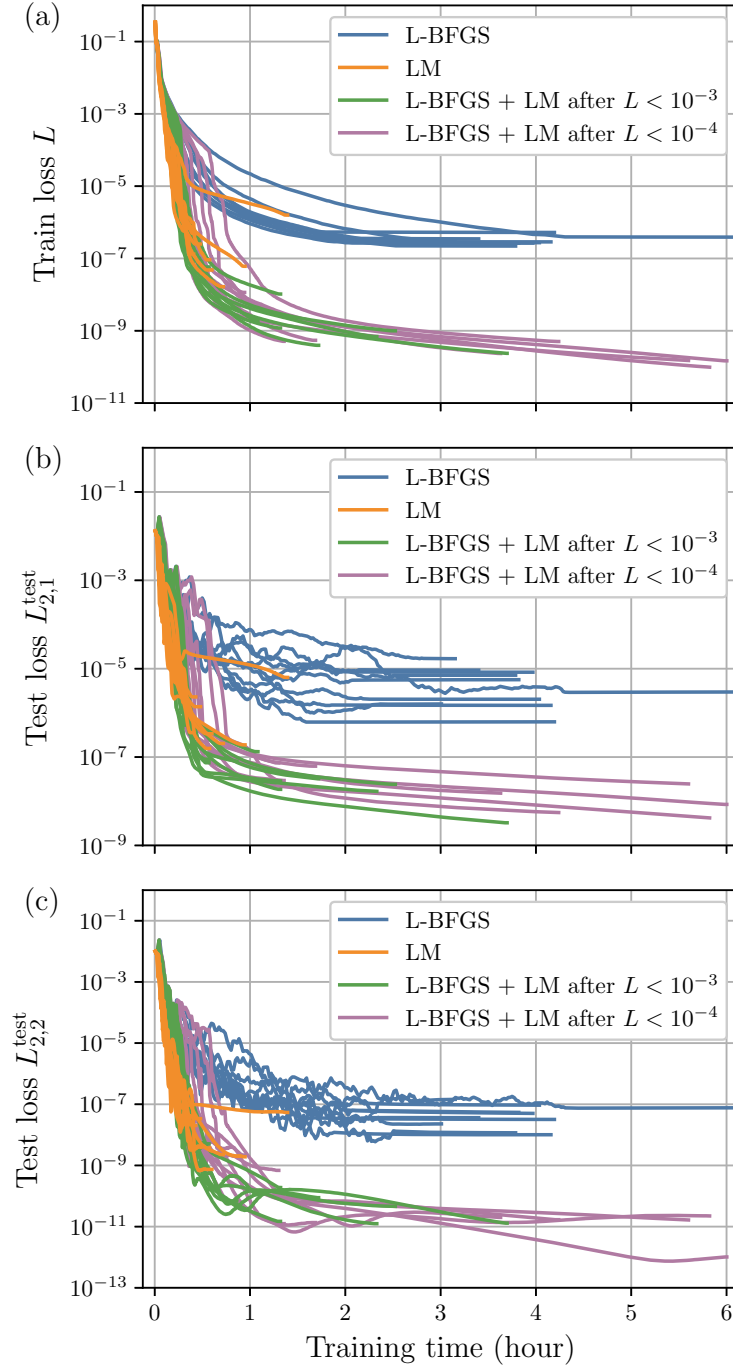 (a)
Train loss L
10⁻¹
10⁻³
10⁻⁵
10⁻⁷
10⁻⁹
10⁻¹¹
L-BFGS
LM
L-BFGS + LM after L < 10⁻³
L-BFGS + LM after L < 10⁻⁴
(b)
Test loss L₂,₁ᵗᵉˢᵗ
10⁻¹
10⁻³
10⁻⁵
10⁻⁷
10⁻⁹
L-BFGS
LM
L-BFGS + LM after L < 10⁻³
L-BFGS + LM after L < 10⁻⁴
(c)
Test loss L₂,₂ᵗᵉˢᵗ
10⁻¹
10⁻³
10⁻⁵
10⁻⁷
10⁻⁹
10⁻¹¹
10⁻¹³
L-BFGS
LM
L-BFGS + LM after L < 10⁻³
L-BFGS + LM after L < 10⁻⁴
0 1 2 3 4 5 6
Training time (hour)